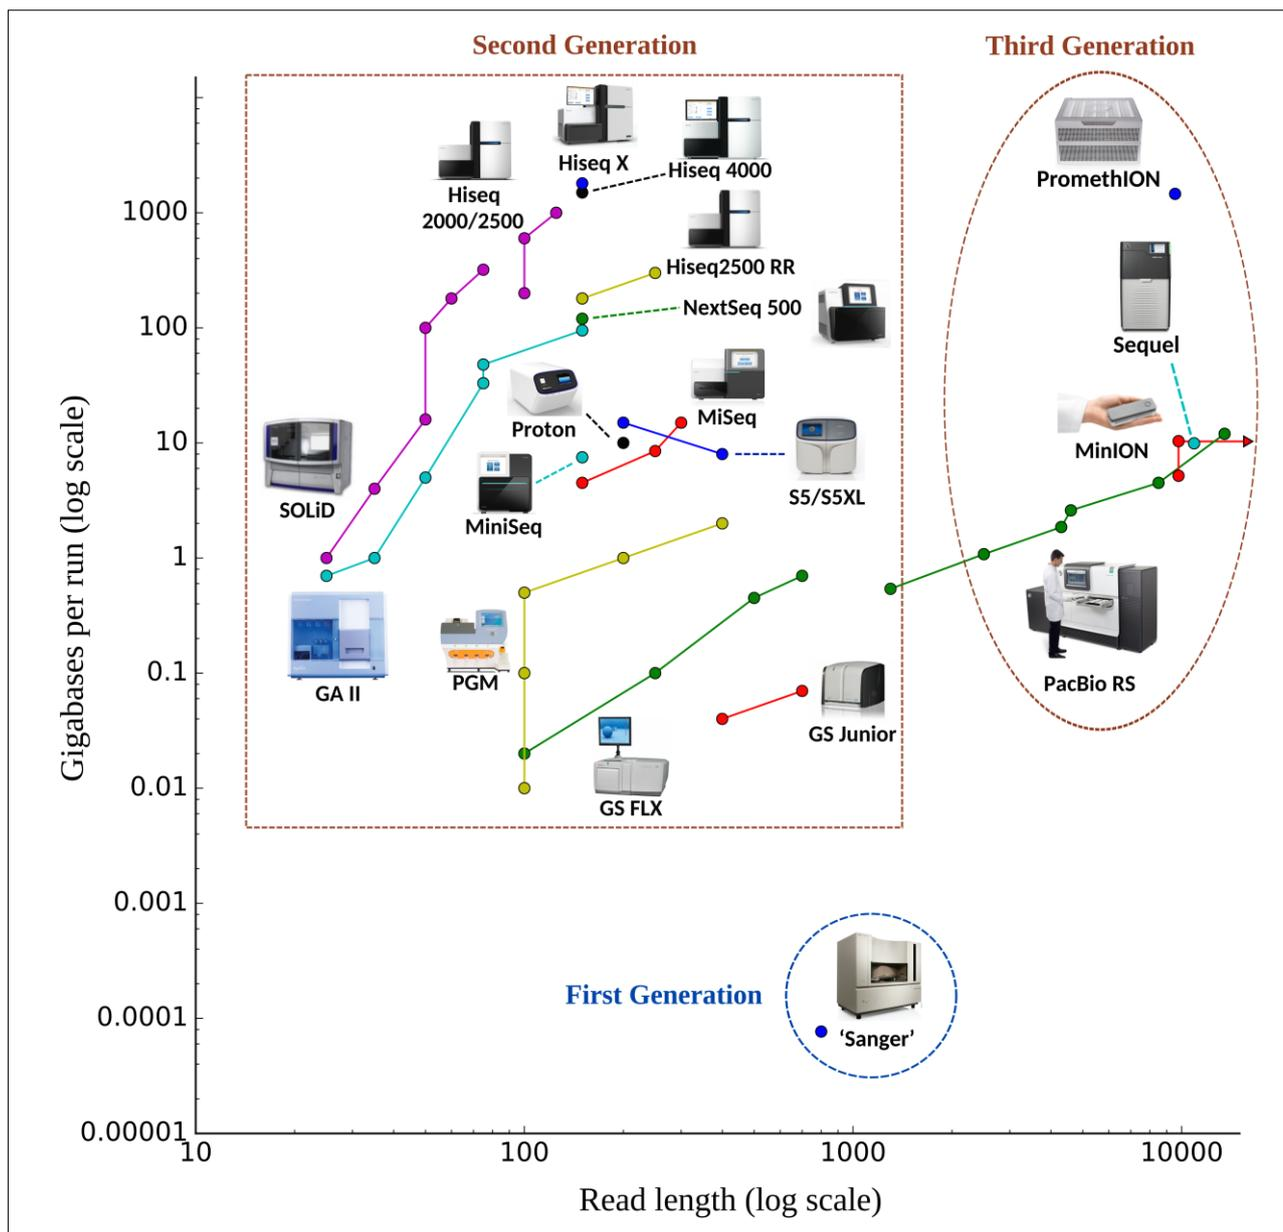 Second Generation
Third Generation
Hiseq X
Hiseq 4000
Hiseq
2000/2500
PromethION
1000
Hiseq2500 RR
NextSeq 500
100
Sequel
Proton
MiSeq
MinION
10
SOLiD
MiniSeq
S5/S5XL
1
GA II
PGM
0.1
PacBio RS
GS Junior
0.01
GS FLX
0.001
First Generation
0.0001
‘Sanger’
0.00001
10
100
1000
10000
Gigabases per run (log scale)
Read length (log scale)